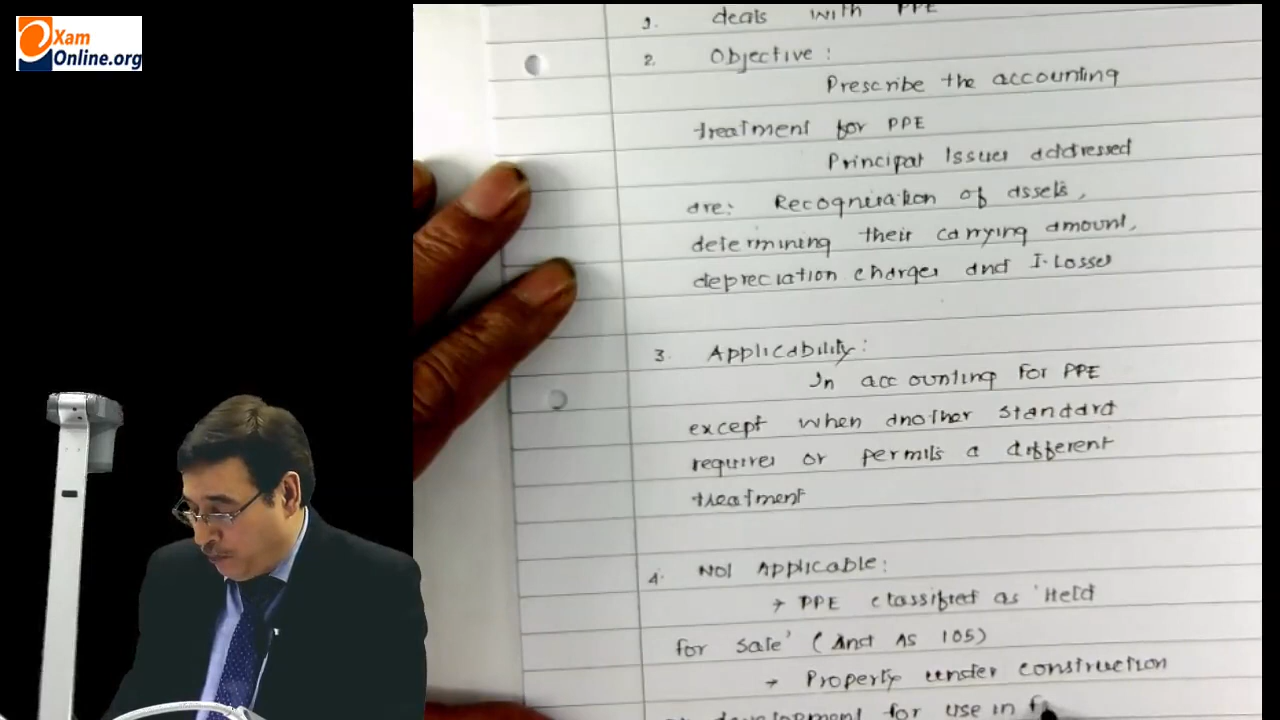 Xam
Online.org
1. deals with PPE
2. Objective:
Prescribe the accounting
treatment for PPE
Principal Issues addressed
are: Recognisation of assets,
determining their carrying amount,
depreciation charges and I. Losses
3. Applicability:
In accounting for PPE
except when another standard
requires or permits a different
treatment
4. Not Applicable:
→ PPE classified as 'Held
for sale' (Ind AS 105)
→ Property under construction
development for use in